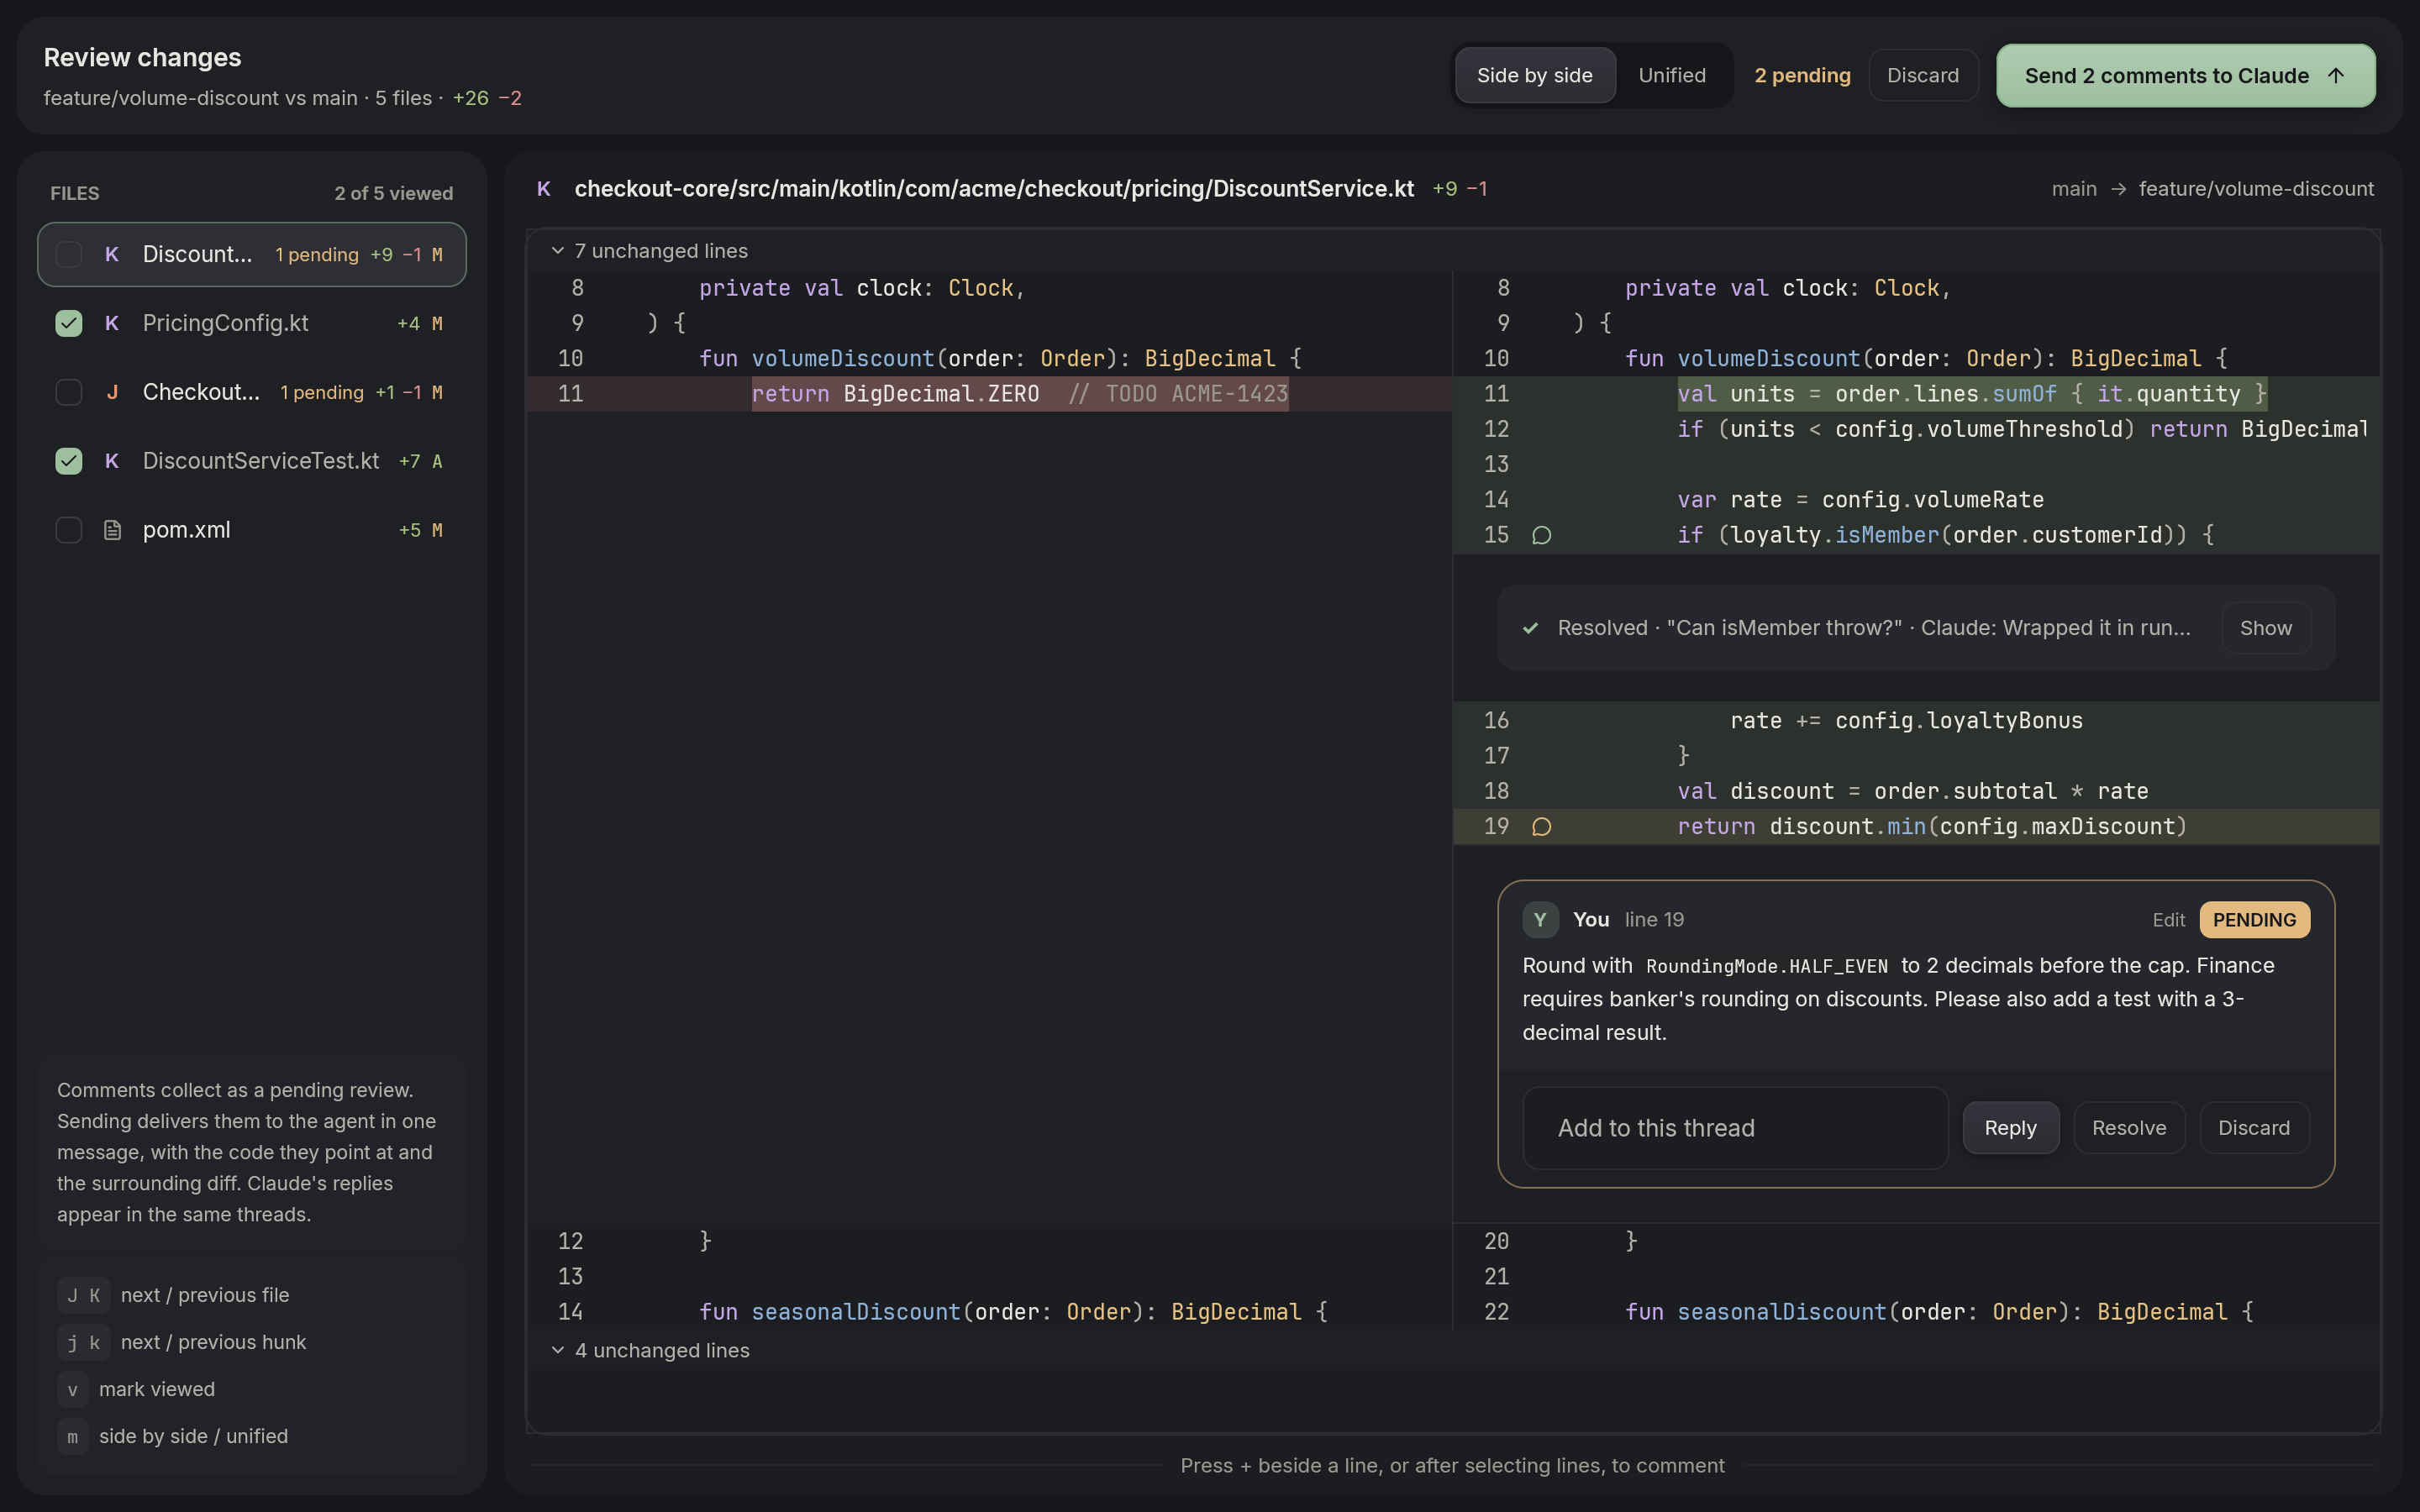 Review changes
feature/volume-discount vs main · 5 files · +26 −2
Side by side
Unified
2 pending
Discard
Send 2 comments to Claude ↑
FILES
2 of 5 viewed
K Discount... 1 pending +9 −1 M
K PricingConfig.kt +4 M
J Checkout... 1 pending +1 −1 M
K DiscountServiceTest.kt +7 A
pom.xml +5 M
Comments collect as a pending review.
Sending delivers them to the agent in one
message, with the code they point at and
the surrounding diff. Claude's replies
appear in the same threads.
J K next / previous file
j k next / previous hunk
v mark viewed
m side by side / unified
K checkout-core/src/main/kotlin/com/acme/checkout/pricing/DiscountService.kt +9 −1
main → feature/volume-discount
7 unchanged lines
8 private val clock: Clock,
9 ) {
10 fun volumeDiscount(order: Order): BigDecimal {
11 return BigDecimal.ZERO // TODO ACME-1423
12 }
13
14 fun seasonalDiscount(order: Order): BigDecimal {
8 private val clock: Clock,
9 ) {
10 fun volumeDiscount(order: Order): BigDecimal {
11 val units = order.lines.sumOf { it.quantity }
12 if (units < config.volumeThreshold) return BigDecimal
13
14 var rate = config.volumeRate
15 if (loyalty.isMember(order.customerId)) {
Resolved · "Can isMember throw?" · Claude: Wrapped it in run...
Show
16 rate += config.loyaltyBonus
17 }
18 val discount = order.subtotal * rate
19 return discount.min(config.maxDiscount)
Y You line 19
Edit
PENDING
Round with RoundingMode.HALF_EVEN to 2 decimals before the cap. Finance
requires banker's rounding on discounts. Please also add a test with a 3-
decimal result.
Add to this thread
Reply
Resolve
Discard
20 }
21
22 fun seasonalDiscount(order: Order): BigDecimal {
4 unchanged lines
Press + beside a line, or after selecting lines, to comment